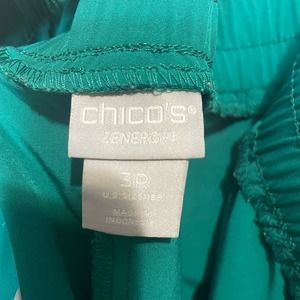 chico's®
ZENERGY®
3R
MADE IN
INDONESIA